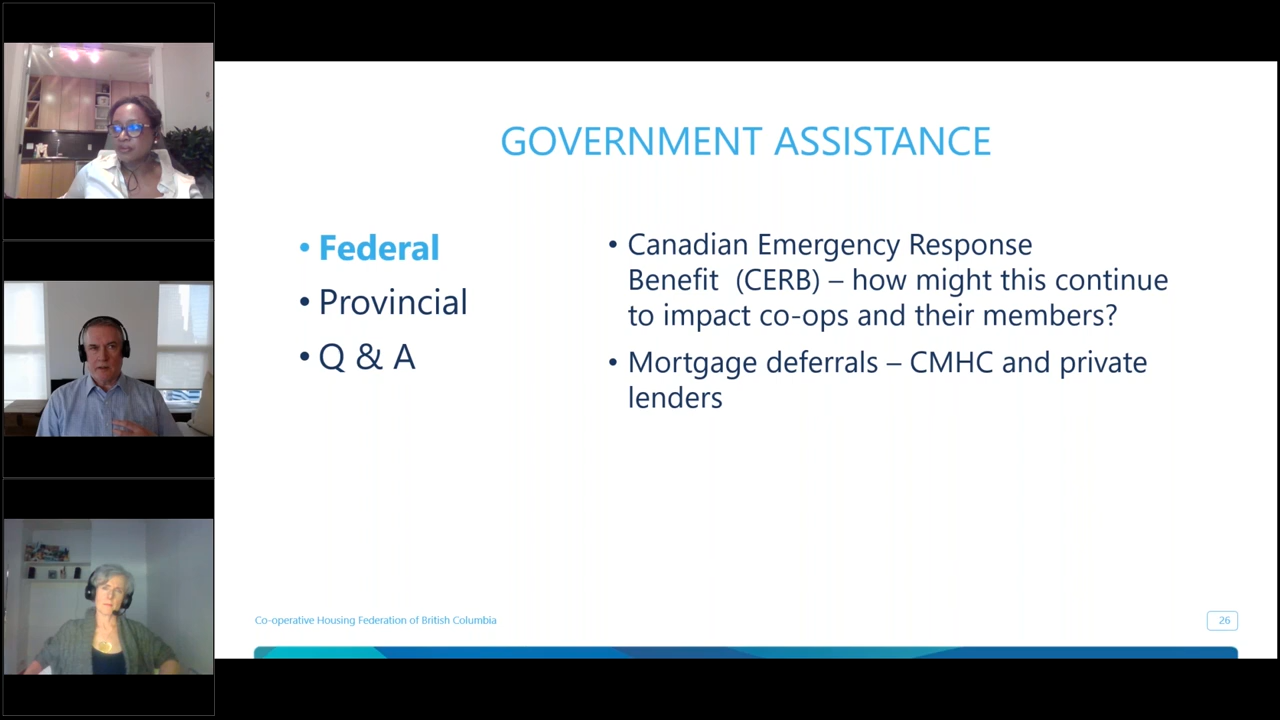 GOVERNMENT ASSISTANCE
• Federal
• Provincial
• Q & A
• Canadian Emergency Response
Benefit (CERB) – how might this continue
to impact co-ops and their members?
• Mortgage deferrals – CMHC and private
lenders
Co-operative Housing Federation of British Columbia
26